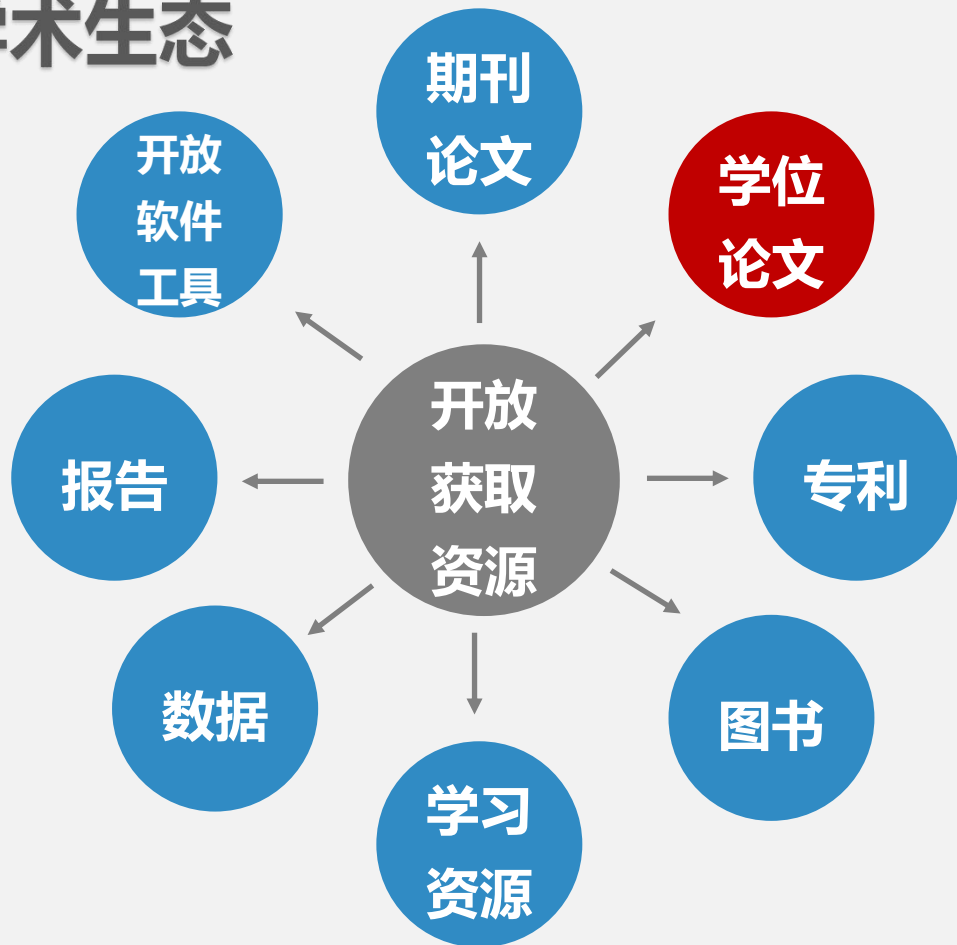 学术生态
期刊
论文
学位
论文
专利
图书
学习
资源
数据
报告
开放
软件
工具
开放
获取
资源